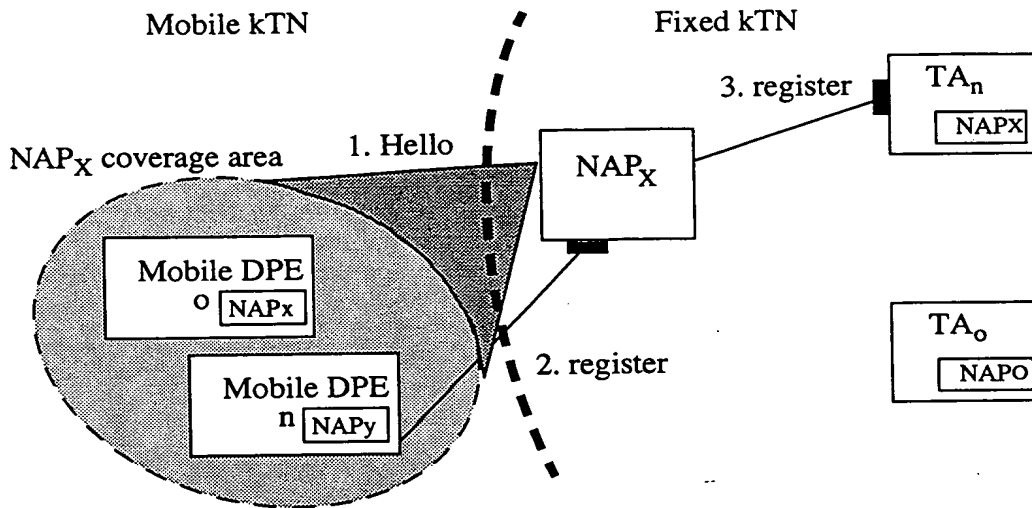 Mobile kTN
Fixed kTN
NAPX coverage area
1. Hello
3. register
TAn
NAPX
NAPX
Mobile DPE
o NAPx
Mobile DPE
n NAPy
2. register
TAo
NAPO